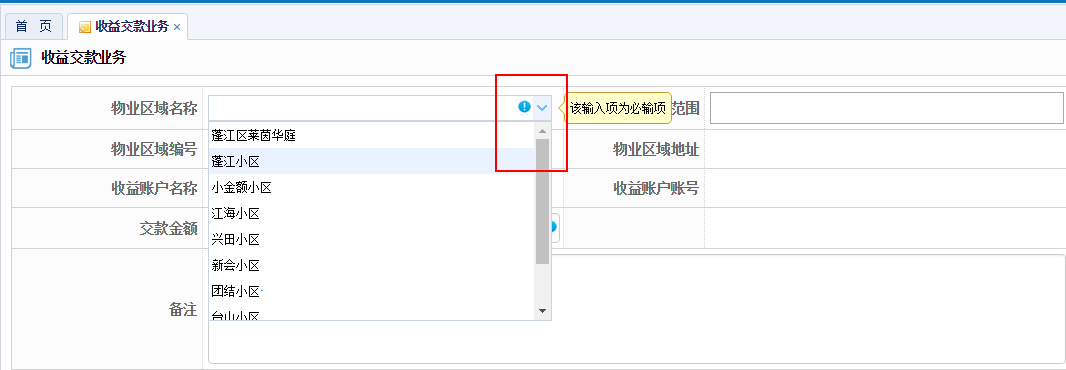 首 页
收益交款业务
收益交款业务
物业区域名称
该输入项为必输项
范围
蓬江区莱茵华庭
物业区域编号
物业区域地址
蓬江小区
收益账户名称
收益账户账号
小金额小区
江海小区
交款金额
兴田小区
新会小区
团结小区
备注
台山小区